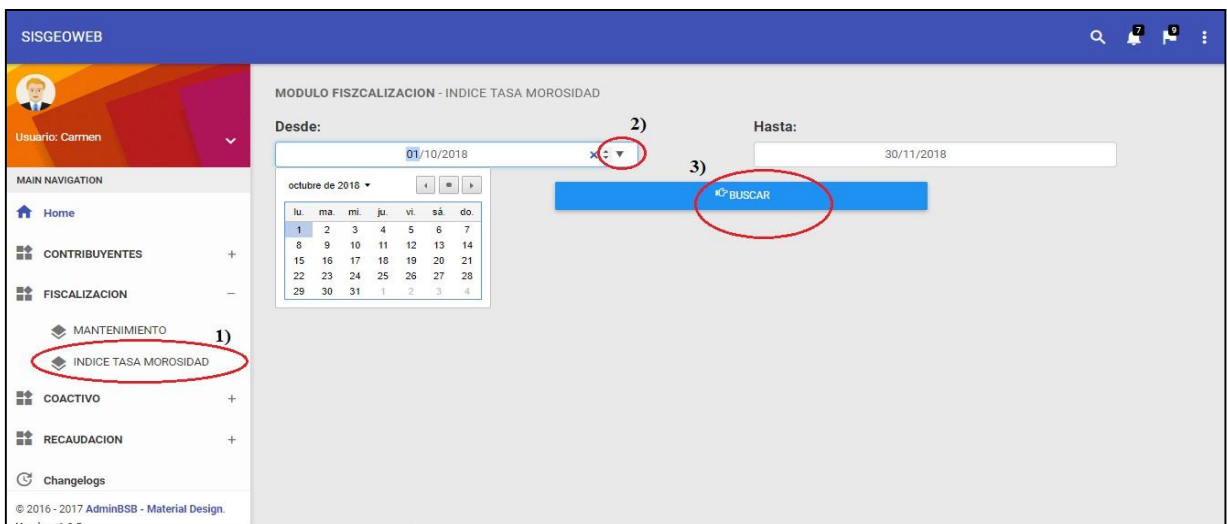 SISGEOWEB
7
9
Usuario: Carmen
MAIN NAVIGATION
Home
CONTRIBUYENTES +
FISCALIZACION −
MANTENIMIENTO
1)
INDICE TASA MOROSIDAD
COACTIVO +
RECAUDACION +
Changelogs
© 2016 - 2017 AdminBSB - Material Design.
MODULO FISZCALIZACION - INDICE TASA MOROSIDAD
Desde: 2) Hasta:
01/10/2018 30/11/2018
3)
BUSCAR
octubre de 2018
lu. ma. mi. ju. vi. sá. do.
1 2 3 4 5 6 7
8 9 10 11 12 13 14
15 16 17 18 19 20 21
22 23 24 25 26 27 28
29 30 31 1 2 3 4